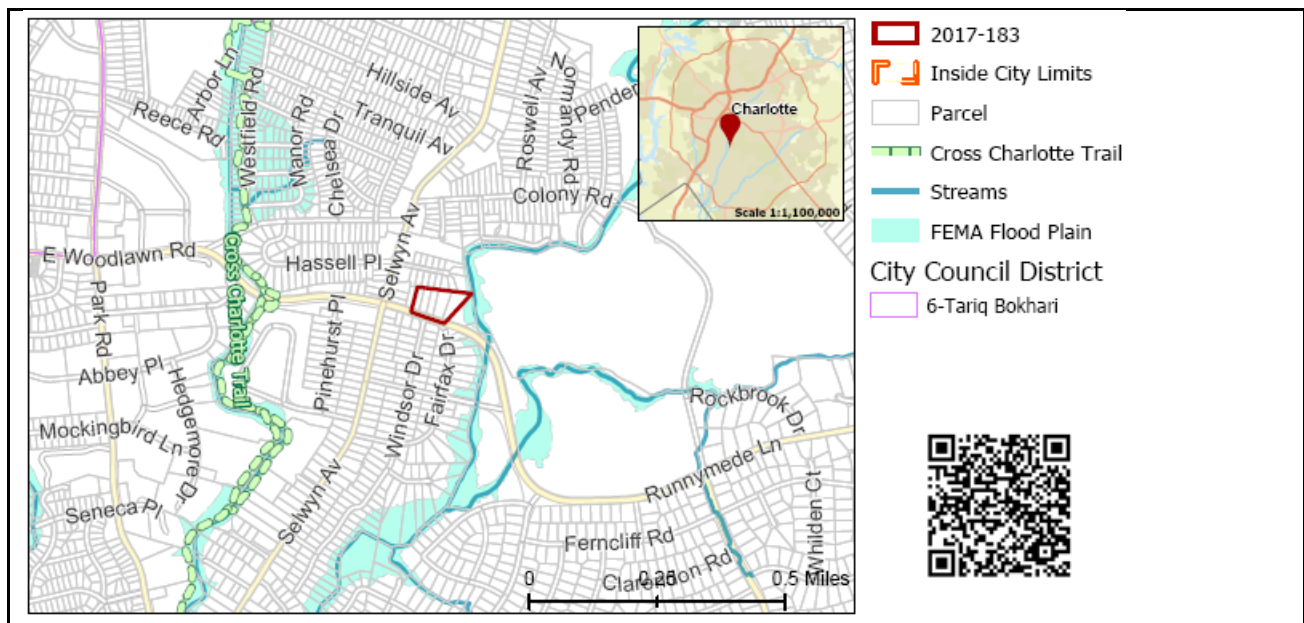 Arbor Ln
Reece Rd
Westfield Rd
Manor Rd
Chelsea Dr
Hillside Av
Tranquil Av
Roswell Av
Normandy Rd
Colony Rd
E Woodlawn Rd
Park Rd
Cross Charlotte Trail
Hassell Pl
Selwyn Av
Pinehurst Pl
Abbey Pl
Hedgemore Dr
Mockingbird Ln
Seneca Pl
Selwyn Av
Windsor Dr
Fairfax Dr
Rockbrook Dr
Runnymede Ln
Whilden Ct
Ferncliff Rd
Clarendon Rd
0 0.25 0.5 Miles
Charlotte
Scale 1:1,100,000
2017-183
Inside City Limits
Parcel
Cross Charlotte Trail
Streams
FEMA Flood Plain
City Council District
6-Tariq Bokhari